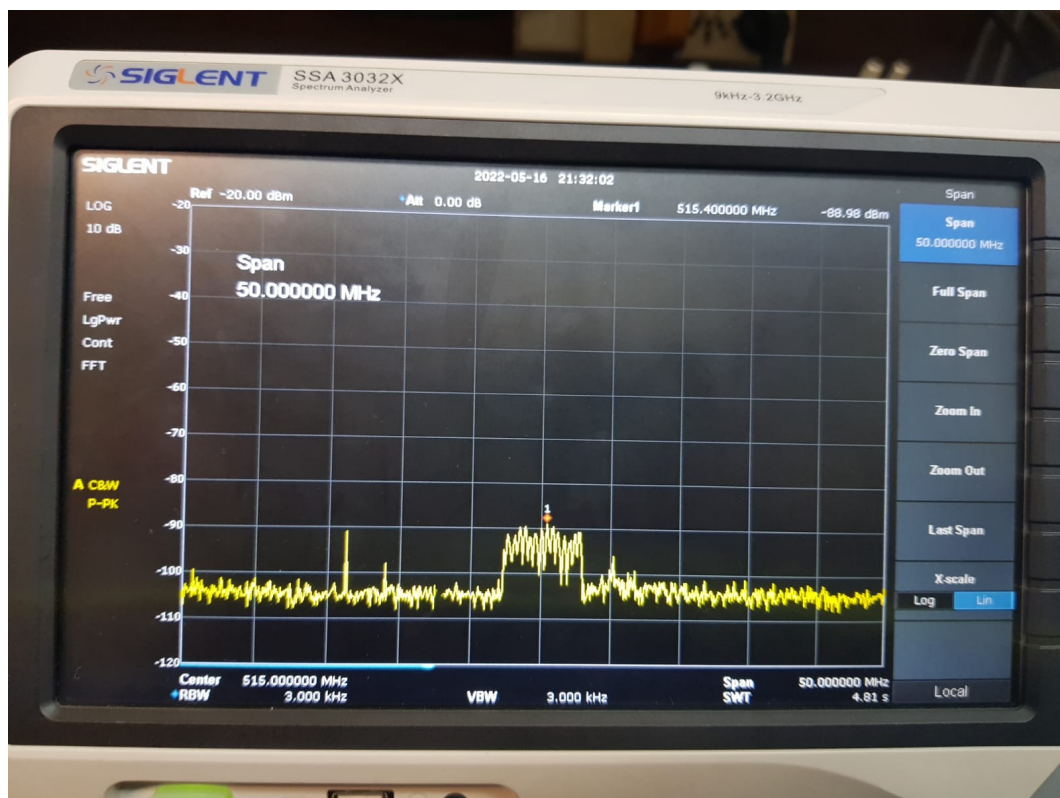 SIGLENT SSA 3032X
Spectrum Analyzer
9kHz-3.2GHz
SIGLENT
2022-05-16 21:32:02
Ref -20.00 dBm Att 0.00 dB Marker1 515.400000 MHz -88.98 dBm
LOG
10 dB
Free
LgPwr
Cont
FFT
A C&W
P-PK
-20
-30
-40
-50
-60
-70
-80
-90
-100
-110
-120
Span
50.000000 MHz
1
Center 515.000000 MHz Span 50.000000 MHz
RBW 3.000 kHz VBW 3.000 kHz SWT 4.81 s
Span
Span
50.000000 MHz
Full Span
Zero Span
Zoom In
Zoom Out
Last Span
X-scale
Log Lin
Local